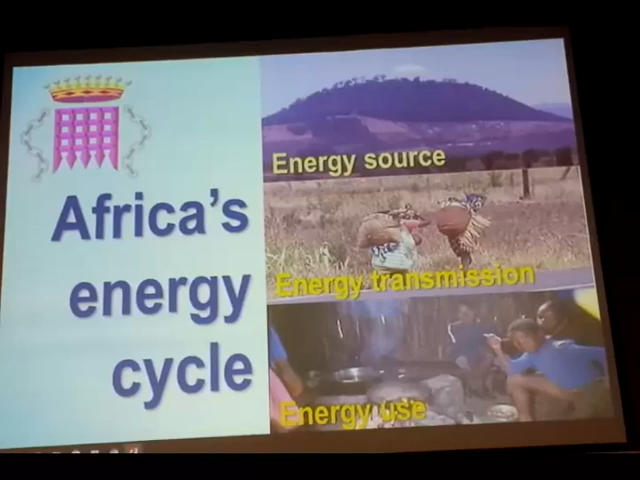 Africa's
energy
cycle
Energy source
Energy transmission
Energy use